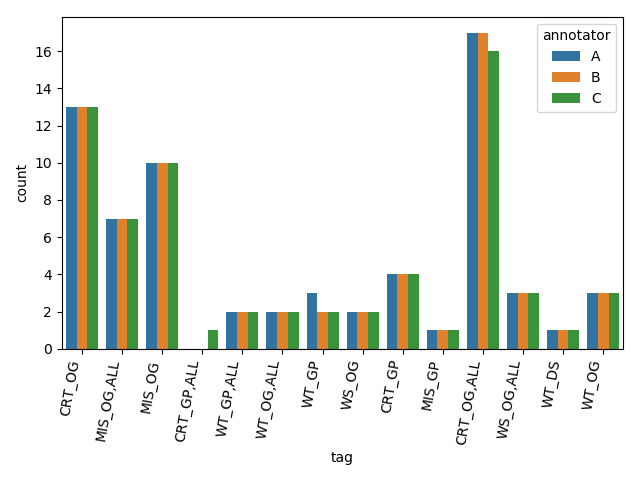 annotator
A
B
C
16
14
12
10
8
6
4
2
0
count
CRT_OG
MIS_OG,ALL
MIS_OG
CRT_GP,ALL
WT_GP,ALL
WT_OG,ALL
WT_GP
WS_OG
CRT_GP
MIS_GP
CRT_OG,ALL
WS_OG,ALL
WT_DS
WT_OG
tag